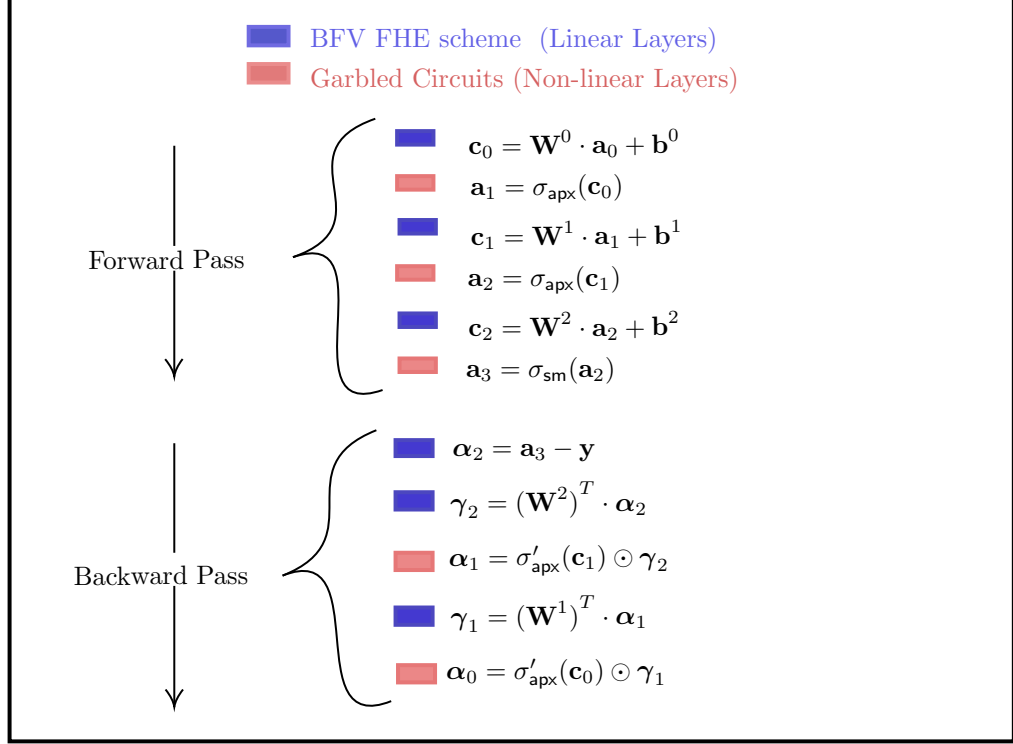 BFV FHE scheme (Linear Layers)
Garbled Circuits (Non-linear Layers)
Forward Pass
𝐜₀ = 𝐖⁰ · 𝐚₀ + 𝐛⁰
𝐚₁ = σ_apx(𝐜₀)
𝐜₁ = 𝐖¹ · 𝐚₁ + 𝐛¹
𝐚₂ = σ_apx(𝐜₁)
𝐜₂ = 𝐖² · 𝐚₂ + 𝐛²
𝐚₃ = σ_sm(𝐚₂)
Backward Pass
𝜶₂ = 𝐚₃ − 𝐲
𝜸₂ = (𝐖²)ᵀ · 𝜶₂
𝜶₁ = σ′_apx(𝐜₁) ⊙ 𝜸₂
𝜸₁ = (𝐖¹)ᵀ · 𝜶₁
𝜶₀ = σ′_apx(𝐜₀) ⊙ 𝜸₁